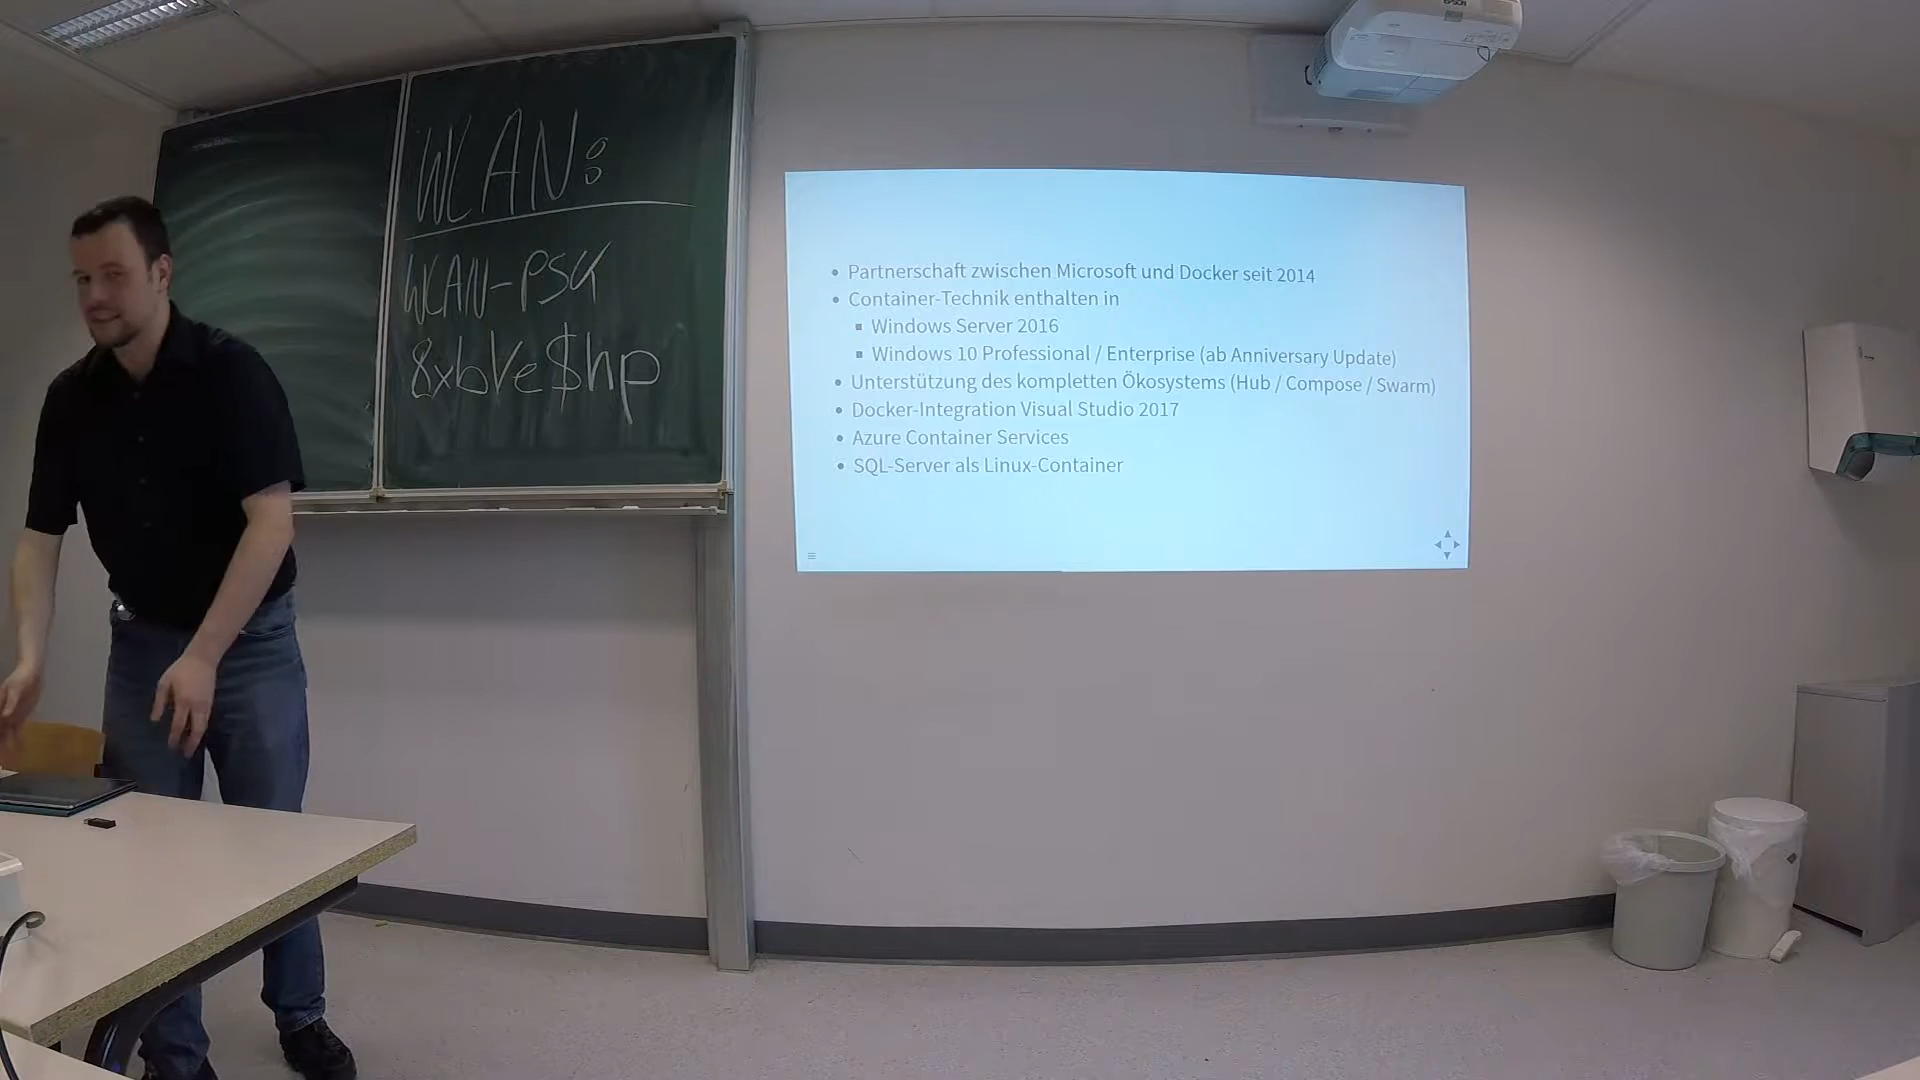 WLAN:
WLAN-PSK
8xbVe$hp
Partnerschaft zwischen Microsoft und Docker seit 2014
Container-Technik enthalten in
Windows Server 2016
Windows 10 Professional / Enterprise (ab Anniversary Update)
Unterstützung des kompletten Ökosystems (Hub / Compose / Swarm)
Docker-Integration Visual Studio 2017
Azure Container Services
SQL-Server als Linux-Container
EPSON